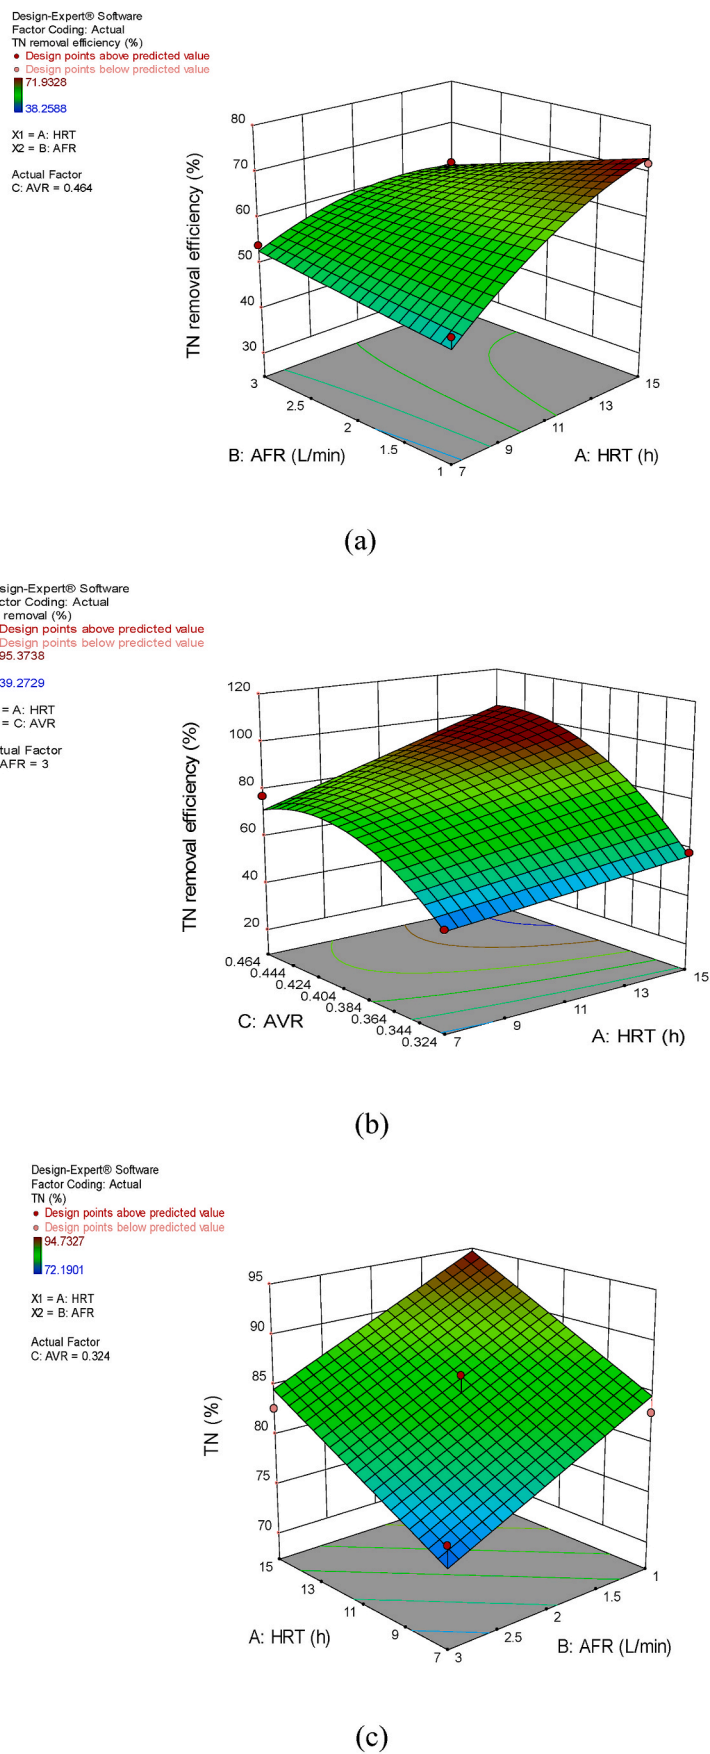 Design-Expert® Software
Factor Coding: Actual
TN removal efficiency (%)
Design points above predicted value
Design points below predicted value
71.9328
38.2588
X1 = A: HRT
X2 = B: AFR
Actual Factor
C: AVR = 0.464
80
70
60
50
40
30
TN removal efficiency (%)
3
2.5
2
1.5
1
7
9
11
13
15
B: AFR (L/min)
A: HRT (h)
(a)
sign-Expert® Software
ctor Coding: Actual
removal (%)
Design points above predicted value
Design points below predicted value
95.3738
39.2729
= A: HRT
= C: AVR
tual Factor
AFR = 3
120
100
80
60
40
20
TN removal efficiency (%)
0.464
0.444
0.424
0.404
0.384
0.364
0.344
0.324
7
9
11
13
15
C: AVR
A: HRT (h)
(b)
Design-Expert® Software
Factor Coding: Actual
TN (%)
Design points above predicted value
Design points below predicted value
94.7327
72.1901
X1 = A: HRT
X2 = B: AFR
Actual Factor
C: AVR = 0.324
95
90
85
80
75
70
TN (%)
15
13
11
9
7
3
2.5
2
1.5
1
A: HRT (h)
B: AFR (L/min)
(c)